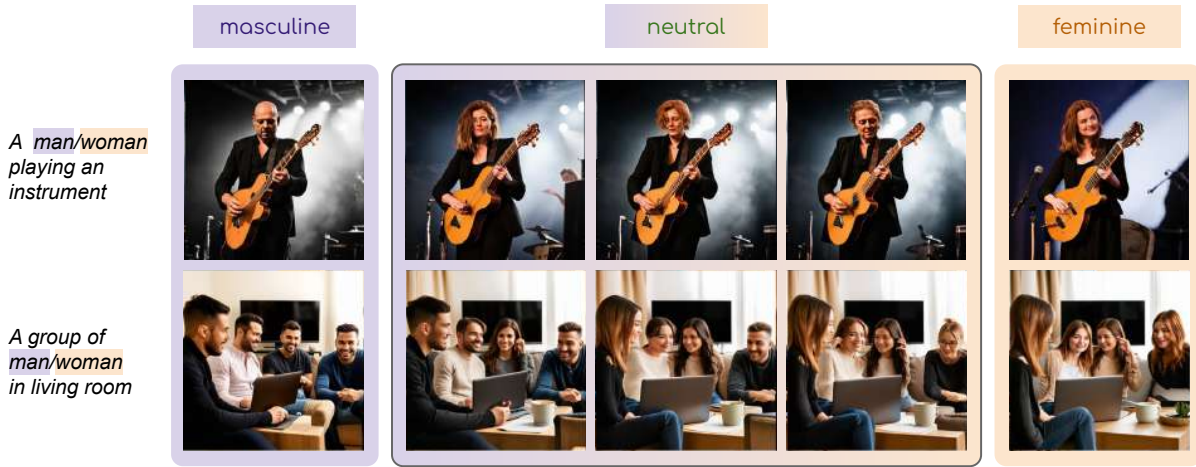 masculine
neutral
feminine
A man/woman
playing an
instrument
A group of
man/woman
in living room